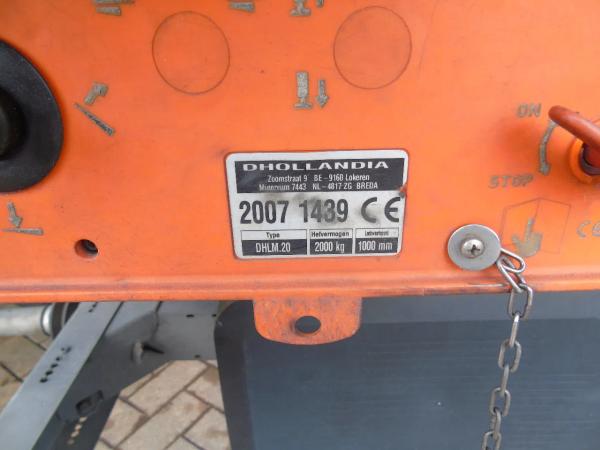 ON
STOP
DHOLLANDIA
Zoomstraat 9 BE-9160 Lokeren
7443 NL-4817 ZG BREDA
2007 1439 CE
Type Hefvermogen
DHLM.20 2000 kg 1000 mm